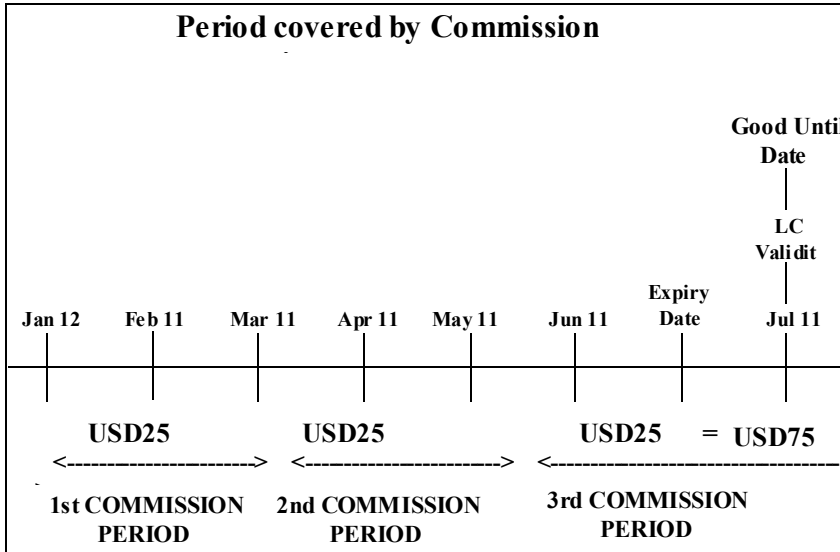 Period covered by Commission
Good Until
Date
LC
Validit
Expiry
Date
Jan 12 Feb 11 Mar 11 Apr 11 May 11 Jun 11 Jul 11
USD25 USD25 USD25 = USD75
<-----------------------> <-----------------------> <-----------------------------------
1st COMMISSION PERIOD
2nd COMMISSION PERIOD
3rd COMMISSION PERIOD